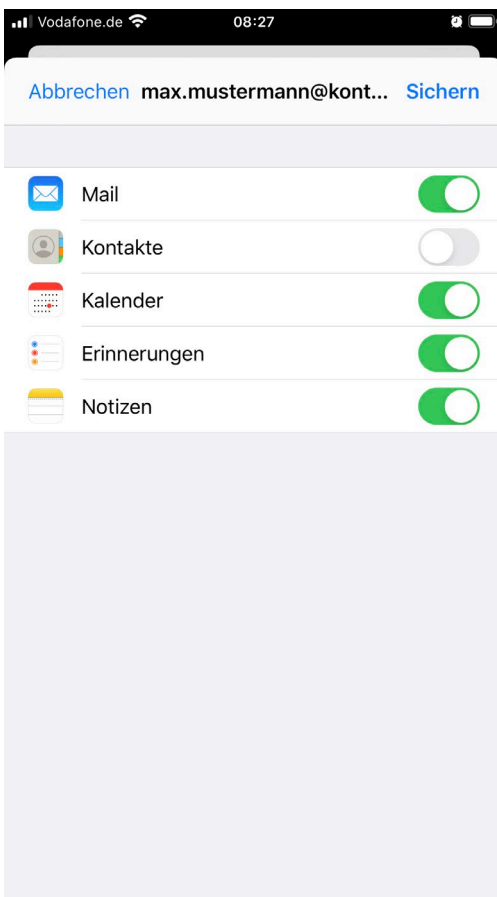 Vodafone.de 08:27
Abbrechen max.mustermann@kont... Sichern
Mail
Kontakte
Kalender
Erinnerungen
Notizen